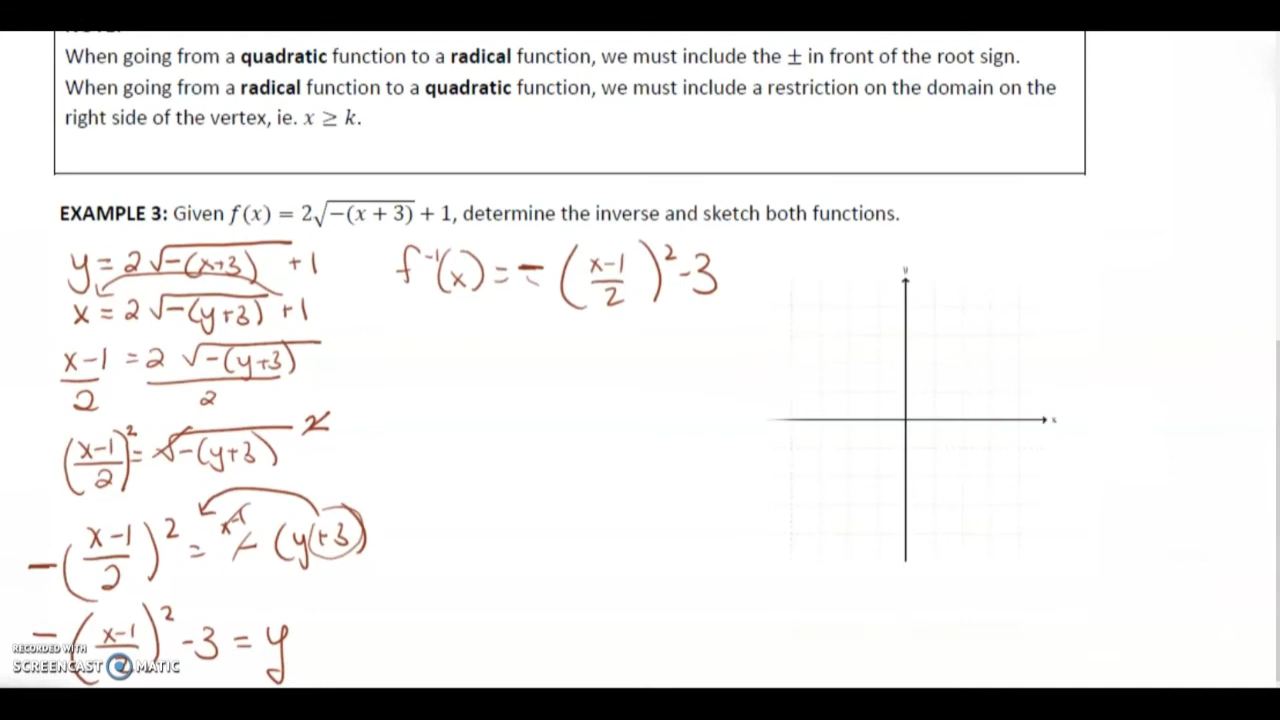 When going from a quadratic function to a radical function, we must include the ± in front of the root sign.
When going from a radical function to a quadratic function, we must include a restriction on the domain on the
right side of the vertex, ie. x ≥ k.
EXAMPLE 3: Given f(x) = 2√(-(x + 3)) + 1, determine the inverse and sketch both functions.
y = 2√(-(x+3)) + 1
x = 2√(-(y+3)) + 1
x-1 = 2√(-(y+3))
2 2
((x-1)/2)² = √(-(y+3)) ²
-((x-1)/2)² = x-1 -(y+3)
-((x-1)/2)² - 3 = y
f⁻¹(x) = -((x-1)/2)² - 3
y
x
RECORDED WITH
SCREENCAST MATIC